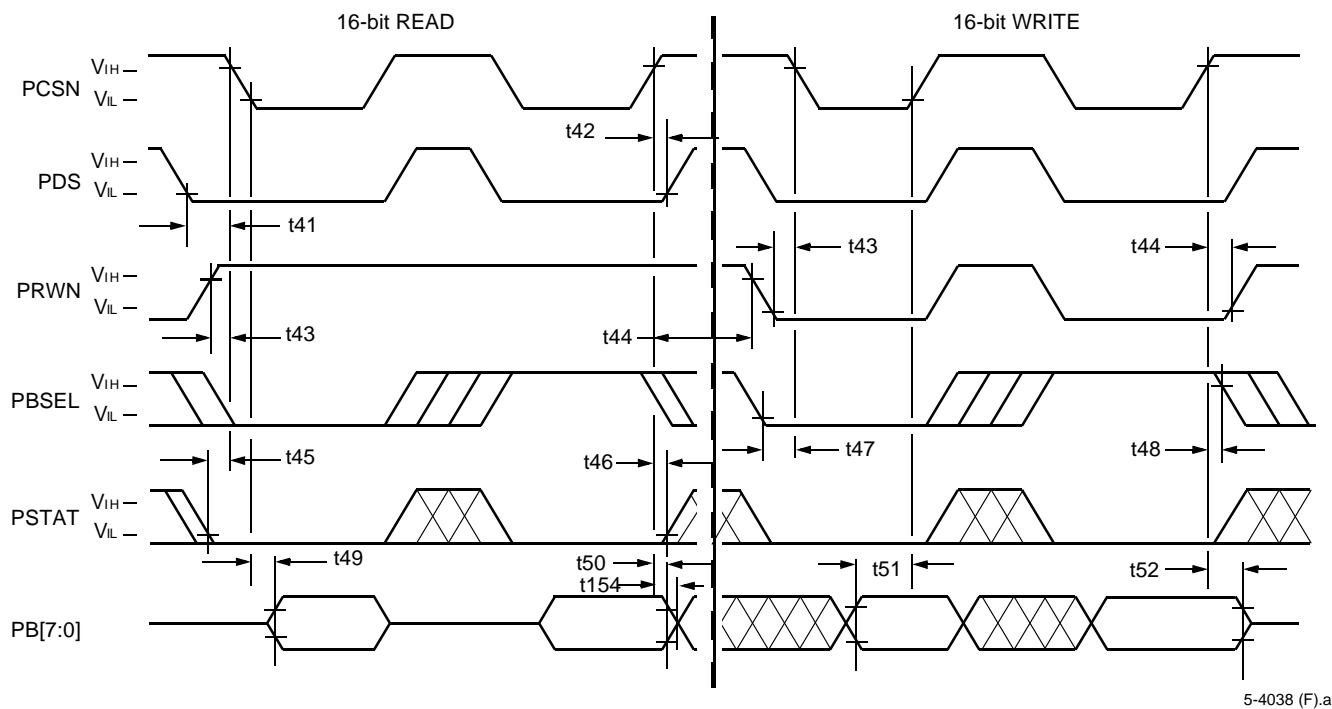 16-bit READ 16-bit WRITE
VIH
PCSN
VIL
t42
VIH
PDS
VIL
t41 t43 t44
VIH
PRWN
VIL
t43 t44
VIH
PBSEL
VIL
t45 t46 t47 t48
VIH
PSTAT
VIL
t49 t50 t51 t52
t154
PB[7:0]
5-4038 (F).a